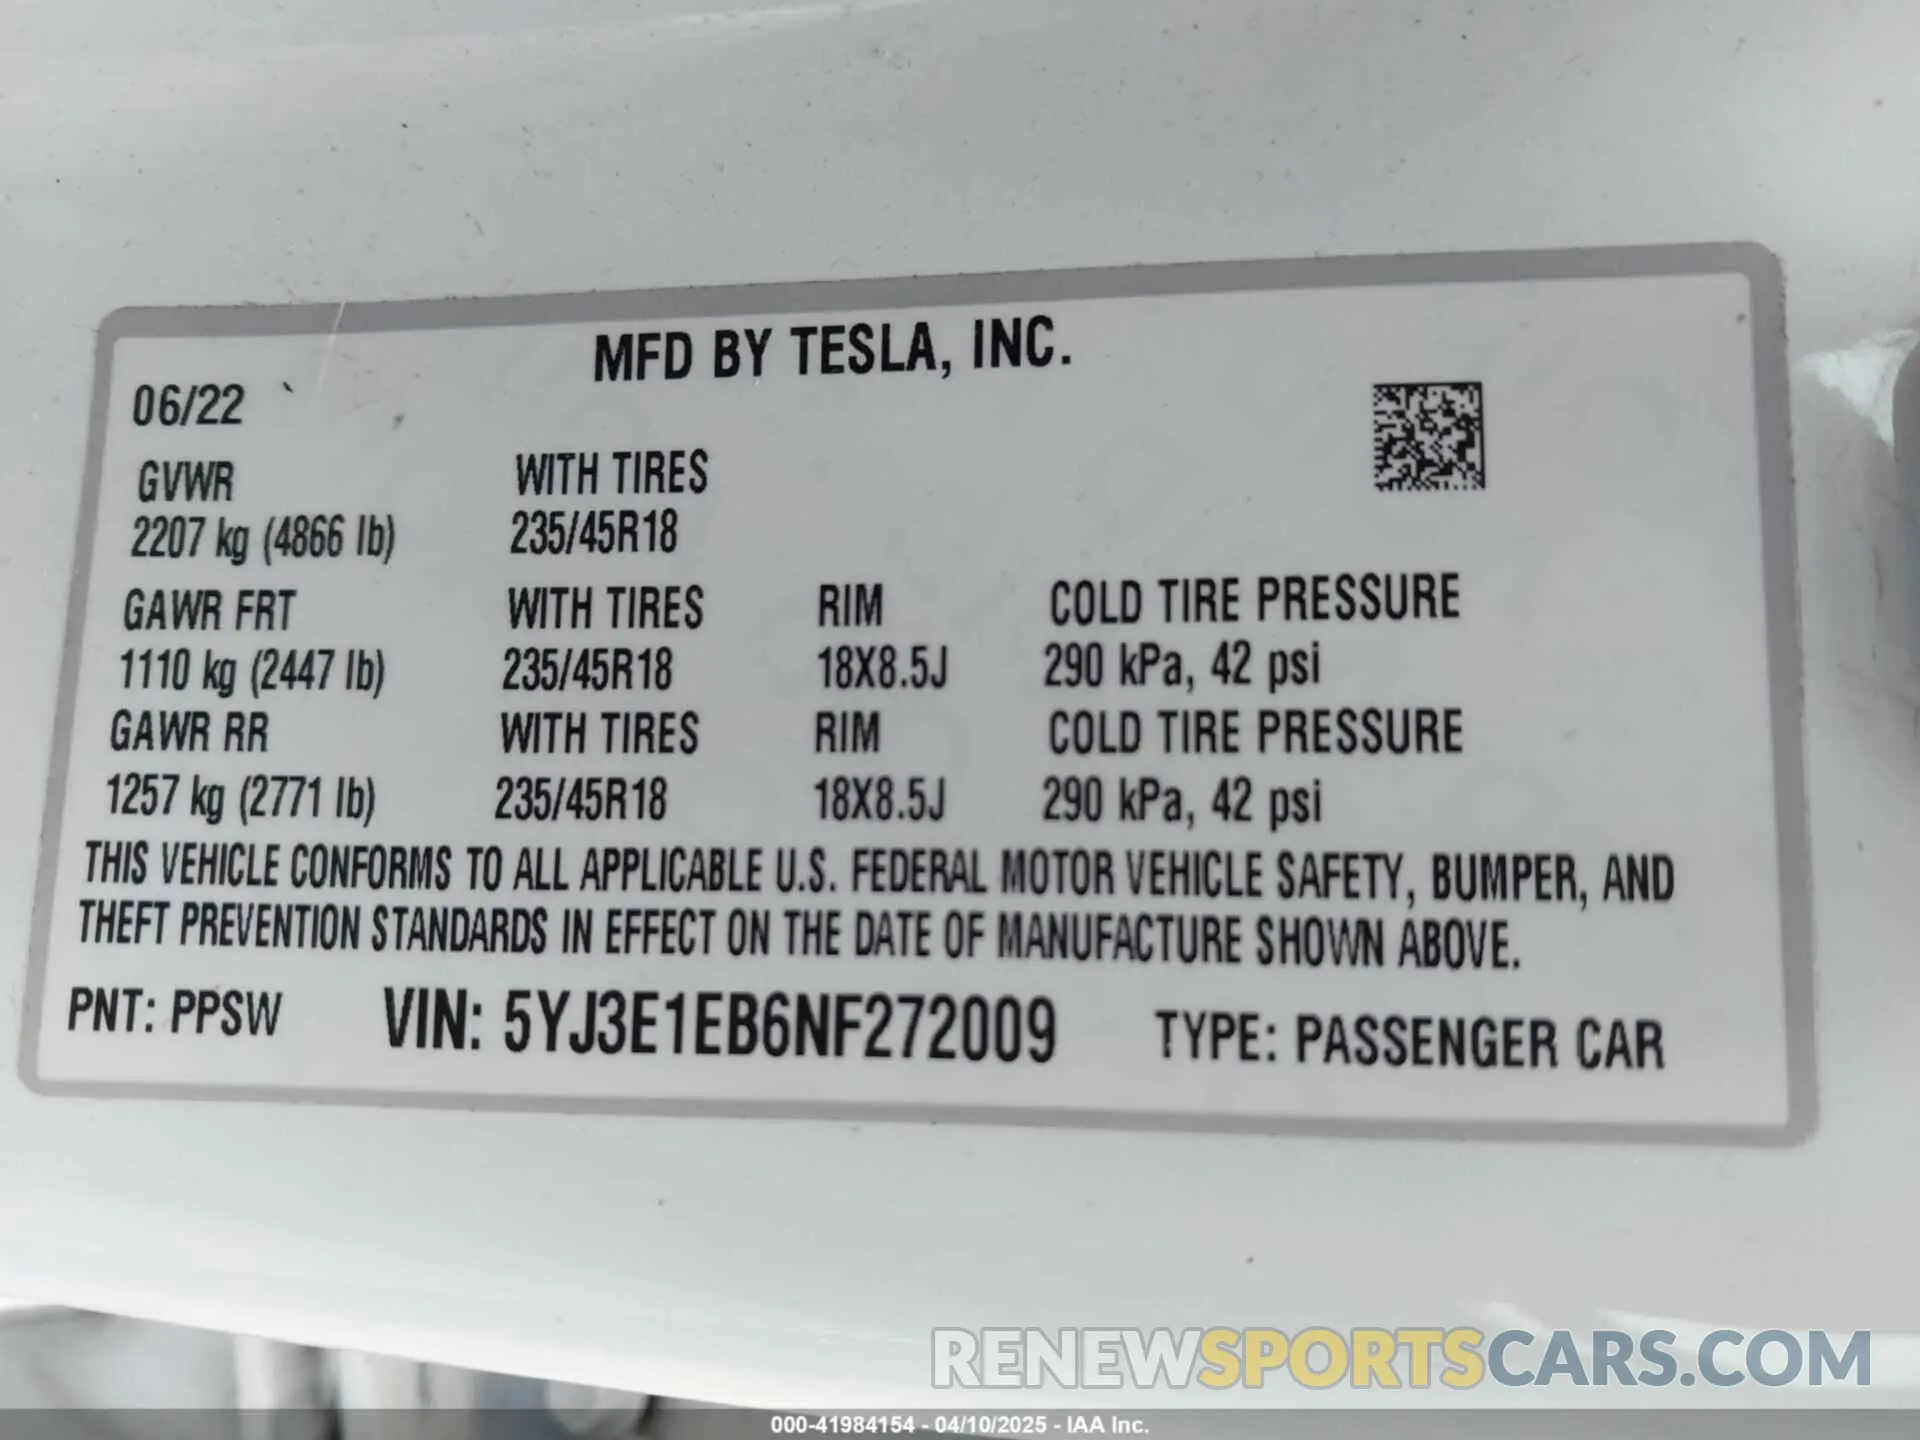 MFD BY TESLA, INC.
06/22
GVWR WITH TIRES
2207 kg (4866 lb) 235/45R18
GAWR FRT WITH TIRES RIM COLD TIRE PRESSURE
1110 kg (2447 lb) 235/45R18 18X8.5J 290 kPa, 42 psi
GAWR RR WITH TIRES RIM COLD TIRE PRESSURE
1257 kg (2771 lb) 235/45R18 18X8.5J 290 kPa, 42 psi
THIS VEHICLE CONFORMS TO ALL APPLICABLE U.S. FEDERAL MOTOR VEHICLE SAFETY, BUMPER, AND
THEFT PREVENTION STANDARDS IN EFFECT ON THE DATE OF MANUFACTURE SHOWN ABOVE.
PNT: PPSW VIN: 5YJ3E1EB6NF272009 TYPE: PASSENGER CAR
RENEWSPORTSCARS.COM
000-41984154 - 04/10/2025 - IAA Inc.